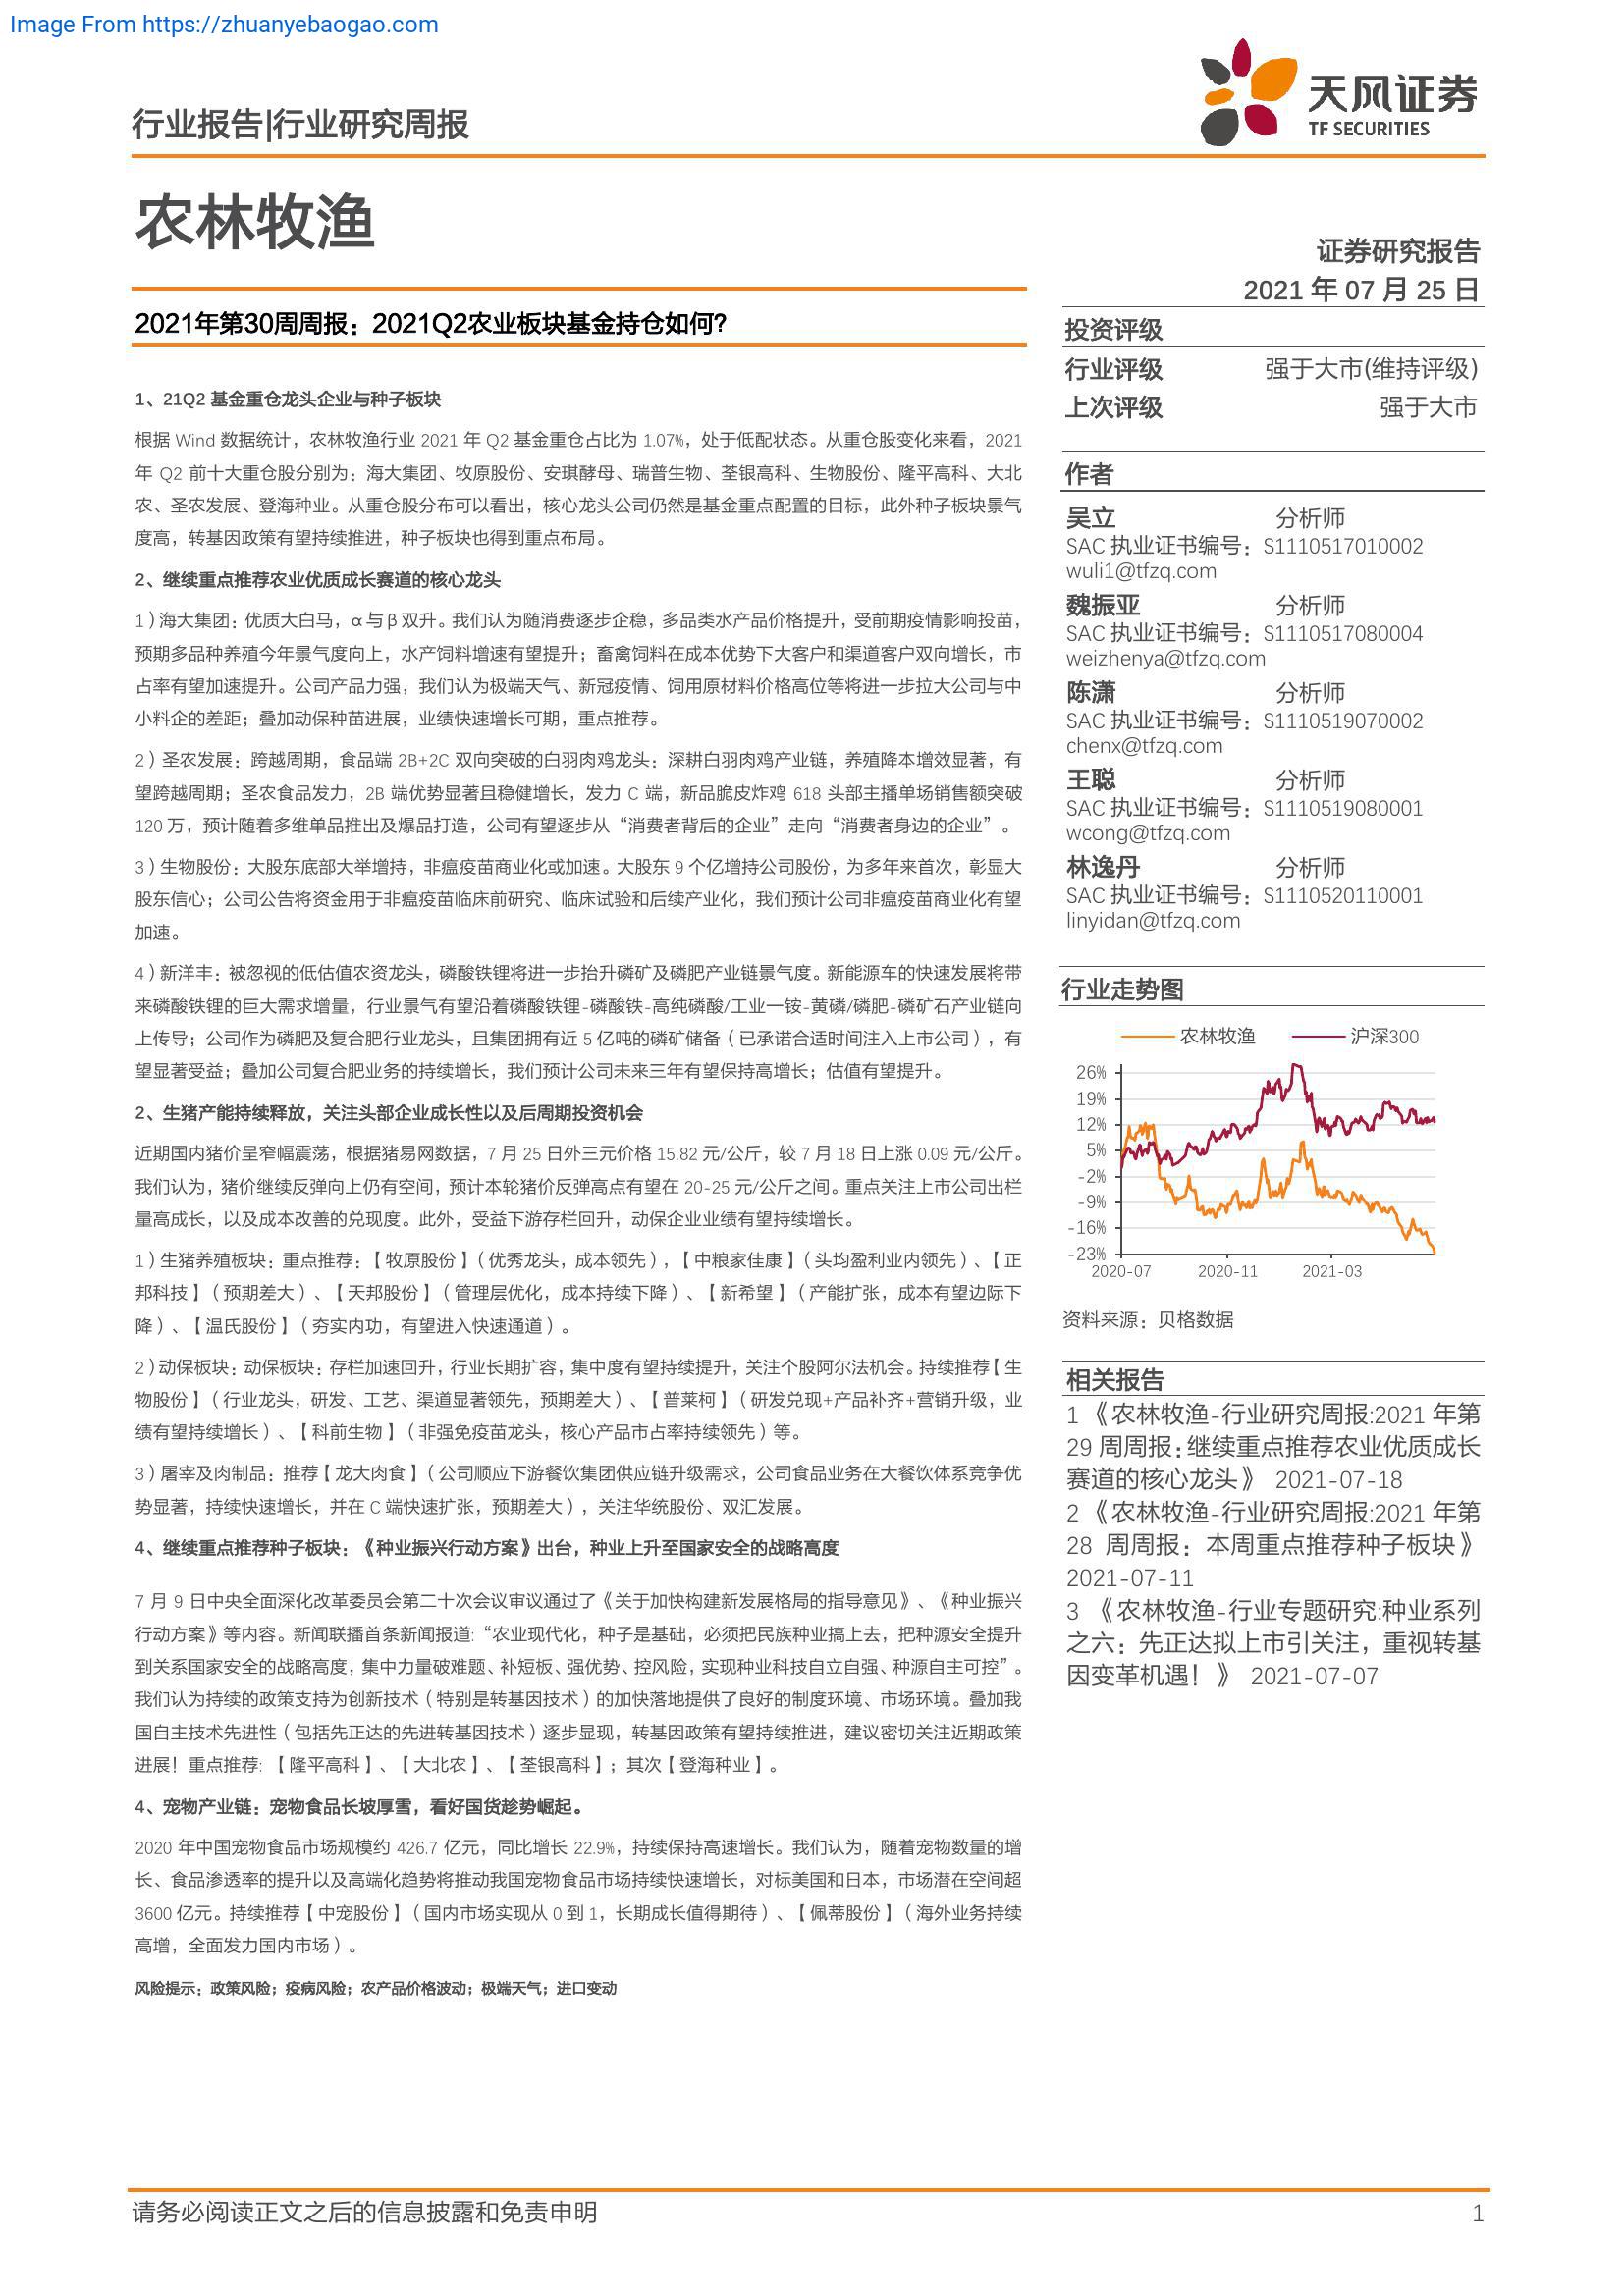 Image From https://zhuanyebaogao.com
行业报告|行业研究周报
天风证券
TF SECURITIES
农林牧渔
证券研究报告
2021 年 07 月 25 日
2021年第30周周报：2021Q2农业板块基金持仓如何？
投资评级
行业评级 强于大市(维持评级)
上次评级 强于大市
1、21Q2 基金重仓龙头企业与种子板块
根据 Wind 数据统计，农林牧渔行业 2021 年 Q2 基金重仓占比为 1.07%，处于低配状态。从重仓股变化来看，2021
年 Q2 前十大重仓股分别为：海大集团、牧原股份、安琪酵母、瑞普生物、荃银高科、生物股份、隆平高科、大北
农、圣农发展、登海种业。从重仓股分布可以看出，核心龙头公司仍然是基金重点配置的目标，此外种子板块景气
度高，转基因政策有望持续推进，种子板块也得到重点布局。
2、继续重点推荐农业优质成长赛道的核心龙头
1）海大集团：优质大白马，α与β双升。我们认为随消费逐步企稳，多品类水产品价格提升，受前期疫情影响投苗，
预期多品种养殖今年景气度向上，水产饲料增速有望提升；畜禽饲料在成本优势下大客户和渠道客户双向增长，市
占率有望加速提升。公司产品力强，我们认为极端天气、新冠疫情、饲用原材料价格高位等将进一步拉大公司与中
小料企的差距；叠加动保种苗进展，业绩快速增长可期，重点推荐。
2）圣农发展：跨越周期，食品端 2B+2C 双向突破的白羽肉鸡龙头：深耕白羽肉鸡产业链，养殖降本增效显著，有
望跨越周期；圣农食品发力，2B 端优势显著且稳健增长，发力 C 端，新品脆皮炸鸡 618 头部主播单场销售额突破
120 万，预计随着多维单品推出及爆品打造，公司有望逐步从“消费者背后的企业”走向“消费者身边的企业”。
3）生物股份：大股东底部大举增持，非瘟疫苗商业化或加速。大股东 9 个亿增持公司股份，为多年来首次，彰显大
股东信心；公司公告将资金用于非瘟疫苗临床前研究、临床试验和后续产业化，我们预计公司非瘟疫苗商业化有望
加速。
4）新洋丰：被忽视的低估值农资龙头，磷酸铁锂将进一步抬升磷矿及磷肥产业链景气度。新能源车的快速发展将带
来磷酸铁锂的巨大需求增量，行业景气有望沿着磷酸铁锂-磷酸铁-高纯磷酸/工业一铵-黄磷/磷肥-磷矿石产业链向
上传导；公司作为磷肥及复合肥行业龙头，且集团拥有近 5 亿吨的磷矿储备（已承诺合适时间注入上市公司），有
望显著受益；叠加公司复合肥业务的持续增长，我们预计公司未来三年有望保持高增长；估值有望提升。
2、生猪产能持续释放，关注头部企业成长性以及后周期投资机会
近期国内猪价呈窄幅震荡，根据猪易网数据，7 月 25 日外三元价格 15.82 元/公斤，较 7 月 18 日上涨 0.09 元/公斤。
我们认为，猪价继续反弹向上仍有空间，预计本轮猪价反弹高点有望在 20-25 元/公斤之间。重点关注上市公司出栏
量高成长，以及成本改善的兑现度。此外，受益下游存栏回升，动保企业业绩有望持续增长。
1）生猪养殖板块：重点推荐：【牧原股份】（优秀龙头，成本领先），【中粮家佳康】（头均盈利业内领先）、【正
邦科技】（预期差大）、【天邦股份】（管理层优化，成本持续下降）、【新希望】（产能扩张，成本有望边际下
降）、【温氏股份】（夯实内功，有望进入快速通道）。
2）动保板块：动保板块：存栏加速回升，行业长期扩容，集中度有望持续提升，关注个股阿尔法机会。持续推荐【生
物股份】（行业龙头，研发、工艺、渠道显著领先，预期差大）、【普莱柯】（研发兑现+产品补齐+营销升级，业
绩有望持续增长）、【科前生物】（非强免疫苗龙头，核心产品市占率持续领先）等。
3）屠宰及肉制品：推荐【龙大肉食】（公司顺应下游餐饮集团供应链升级需求，公司食品业务在大餐饮体系竞争优
势显著，持续快速增长，并在 C 端快速扩张，预期差大），关注华统股份、双汇发展。
4、继续重点推荐种子板块：《种业振兴行动方案》出台，种业上升至国家安全的战略高度
7 月 9 日中央全面深化改革委员会第二十次会议审议通过了《关于加快构建新发展格局的指导意见》、《种业振兴
行动方案》等内容。新闻联播首条新闻报道：“农业现代化，种子是基础，必须把民族种业搞上去，把种源安全提升
到关系国家安全的战略高度，集中力量破难题、补短板、强优势、控风险，实现种业科技自立自强、种源自主可控”。
我们认为持续的政策支持为创新技术（特别是转基因技术）的加快落地提供了良好的制度环境、市场环境。叠加我
国自主技术先进性（包括先正达的先进转基因技术）逐步显现，转基因政策有望持续推进，建议密切关注近期政策
进展！重点推荐：【隆平高科】、【大北农】、【荃银高科】；其次【登海种业】。
4、宠物产业链：宠物食品长坡厚雪，看好国货趁势崛起。
2020 年中国宠物食品市场规模约 426.7 亿元，同比增长 22.9%，持续保持高速增长。我们认为，随着宠物数量的增
长、食品渗透率的提升以及高端化趋势将推动我国宠物食品市场持续快速增长，对标美国和日本，市场潜在空间超
3600 亿元。持续推荐【中宠股份】（国内市场实现从 0 到 1，长期成长值得期待）、【佩蒂股份】（海外业务持续
高增，全面发力国内市场）。
风险提示：政策风险；疫病风险；农产品价格波动；极端天气；进口变动
作者
吴立 分析师
SAC 执业证书编号：S1110517010002
wuli1@tfzq.com
魏振亚 分析师
SAC 执业证书编号：S1110517080004
weizhenya@tfzq.com
陈潇 分析师
SAC 执业证书编号：S1110519070002
chenx@tfzq.com
王聪 分析师
SAC 执业证书编号：S1110519080001
wcong@tfzq.com
林逸丹 分析师
SAC 执业证书编号：S1110520110001
linyidan@tfzq.com
行业走势图
农林牧渔 沪深300
26%
19%
12%
5%
-2%
-9%
-16%
-23%
2020-07 2020-11 2021-03
资料来源：贝格数据
相关报告
1 《农林牧渔-行业研究周报:2021 年第
29 周周报：继续重点推荐农业优质成长
赛道的核心龙头》 2021-07-18
2 《农林牧渔-行业研究周报:2021 年第
28 周周报：本周重点推荐种子板块》
2021-07-11
3 《农林牧渔-行业专题研究:种业系列
之六：先正达拟上市引关注，重视转基
因变革机遇！》 2021-07-07
请务必阅读正文之后的信息披露和免责申明 1